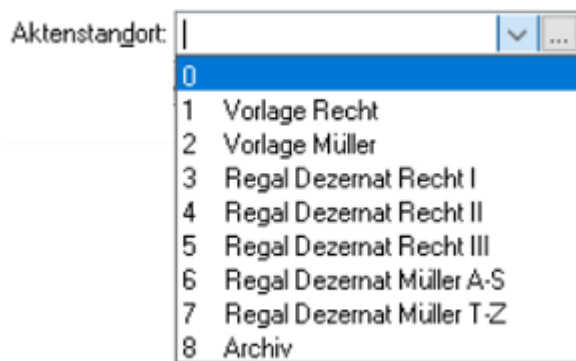 Aktenstandort:
...
0
1 Vorlage Recht
2 Vorlage Müller
3 Regal Dezernat Recht I
4 Regal Dezernat Recht II
5 Regal Dezernat Recht III
6 Regal Dezernat Müller A-S
7 Regal Dezernat Müller T-Z
8 Archiv